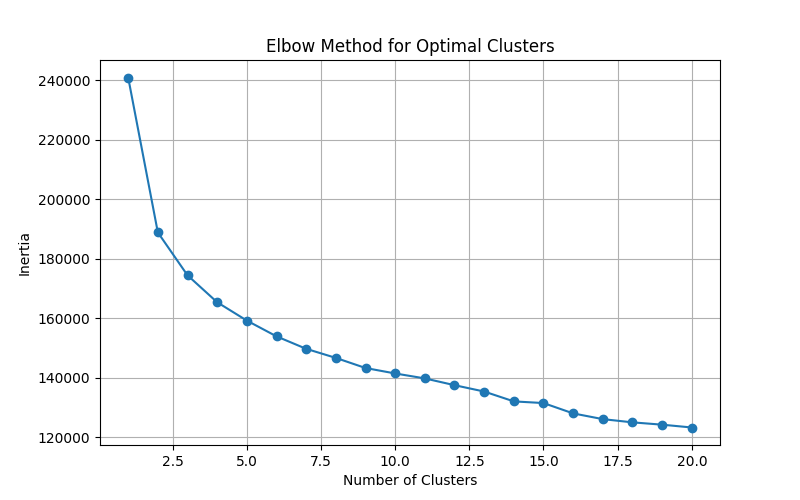 Elbow Method for Optimal Clusters
240000
220000
200000
180000
160000
140000
120000
Inertia
2.5 5.0 7.5 10.0 12.5 15.0 17.5 20.0
Number of Clusters